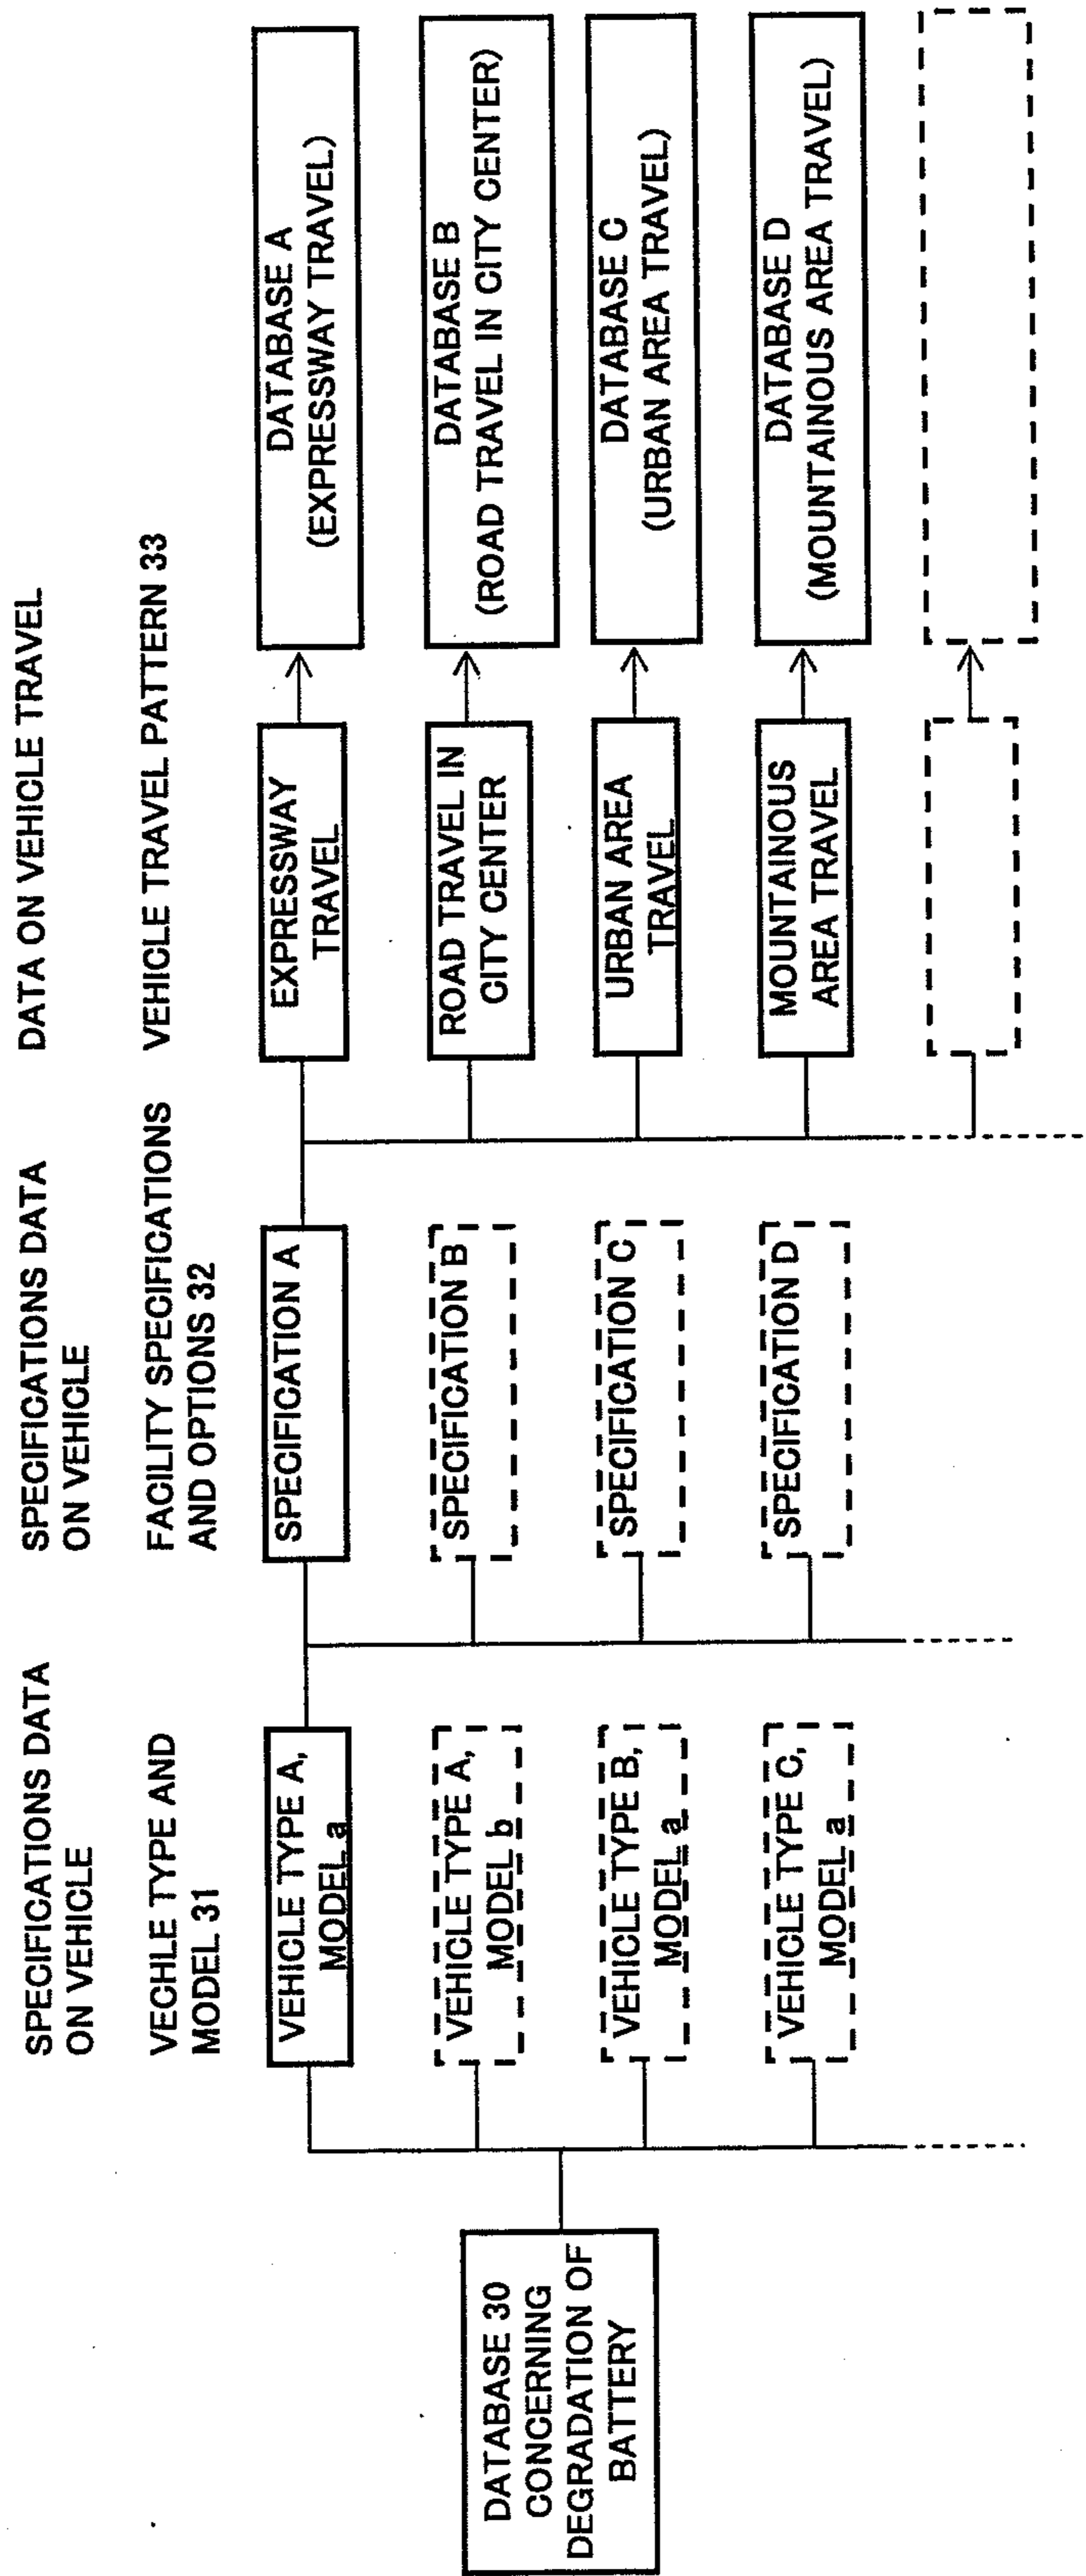 SPECIFICATIONS DATA
ON VEHICLE
SPECIFICATIONS DATA
ON VEHICLE
DATA ON VEHICLE TRAVEL
VECHLE TYPE AND
MODEL 31
FACILITY SPECIFICATIONS
AND OPTIONS 32
VEHICLE TRAVEL PATTERN 33
DATABASE 30
CONCERNING
DEGRADATION OF
BATTERY
VEHICLE TYPE A,
MODEL a
VEHICLE TYPE A,
MODEL b
VEHICLE TYPE B,
MODEL a
VEHICLE TYPE C,
MODEL a
SPECIFICATION A
SPECIFICATION B
SPECIFICATION C
SPECIFICATION D
EXPRESSWAY
TRAVEL
ROAD TRAVEL IN
CITY CENTER
URBAN AREA
TRAVEL
MOUNTAINOUS
AREA TRAVEL
DATABASE A
(EXPRESSWAY TRAVEL)
DATABASE B
(ROAD TRAVEL IN CITY CENTER)
DATABASE C
(URBAN AREA TRAVEL)
DATABASE D
(MOUNTAINOUS AREA TRAVEL)